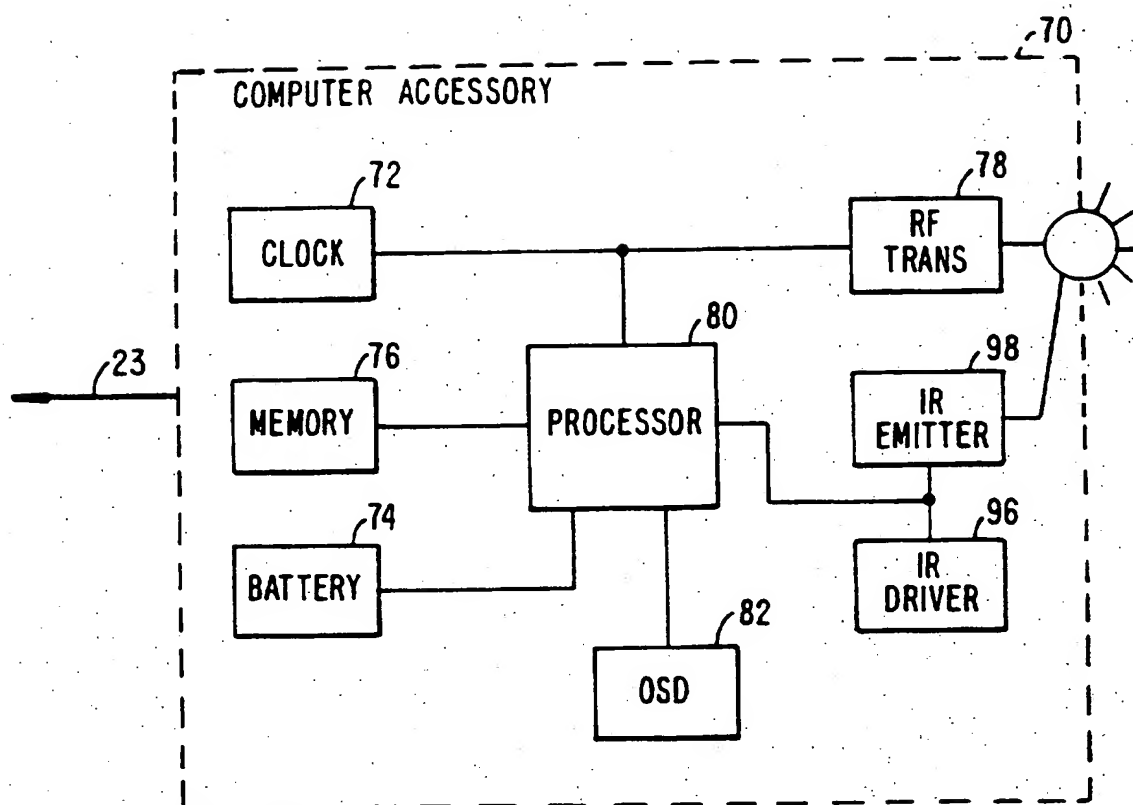 70
COMPUTER ACCESSORY
72
CLOCK
78
RF
TRANS
80
PROCESSOR
23
76
MEMORY
98
IR
EMITTER
74
BATTERY
96
IR
DRIVER
82
OSD